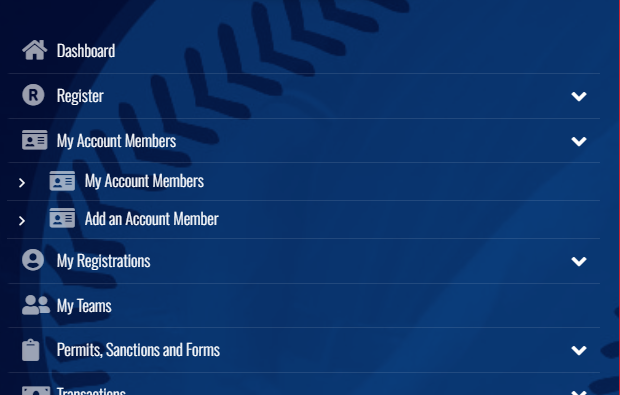 Dashboard
R Register
My Account Members
My Account Members
Add an Account Member
My Registrations
My Teams
Permits, Sanctions and Forms
Transactions